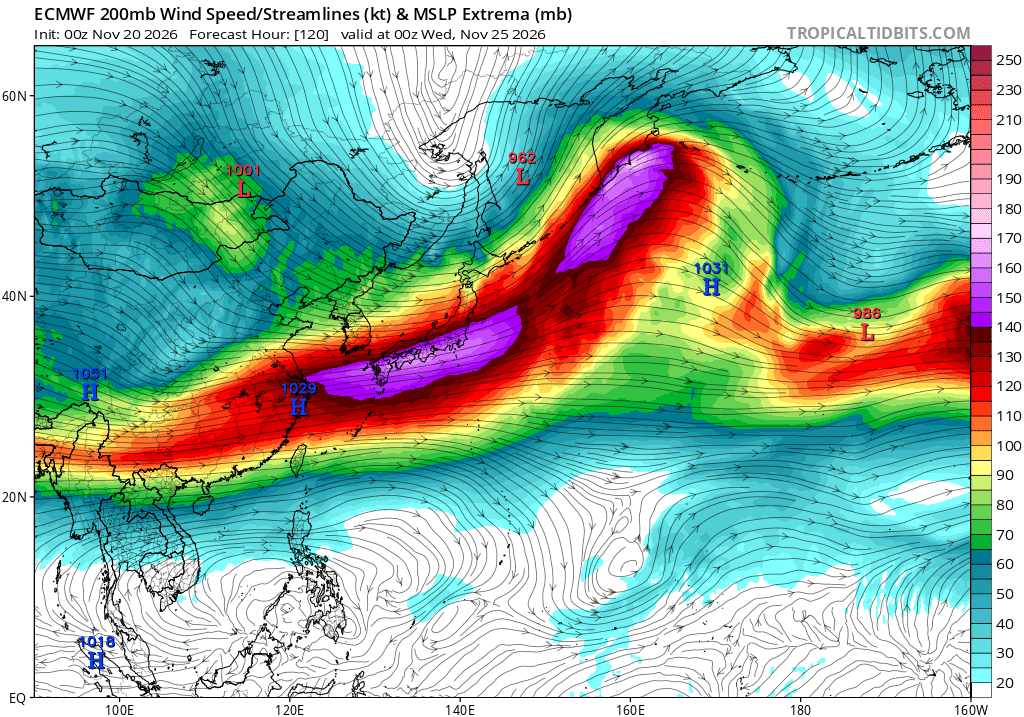 ECMWF 200mb Wind Speed/Streamlines (kt) & MSLP Extrema (mb)
Init: 00z Nov 20 2026 Forecast Hour: [120] valid at 00z Wed, Nov 25 2026
TROPICALTIDBITS.COM
250
230
210
200
190
180
170
160
150
140
130
120
110
100
90
80
70
60
50
40
30
20
60N
40N
20N
EQ
962
L
1001
L
1031
H
986
L
1051
H
1029
H
1018
H
100E
120E
140E
160E
180
160W